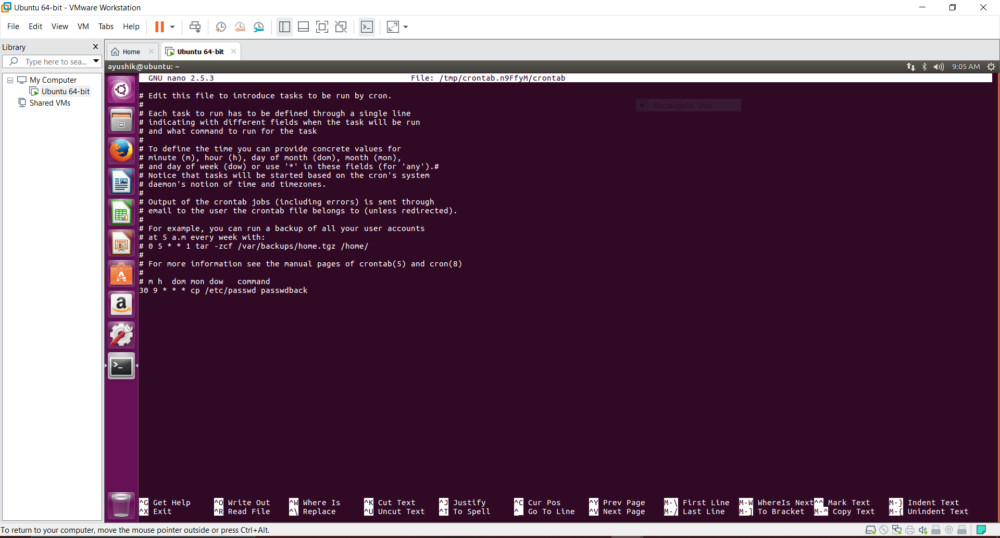 Ubuntu 64-bit - VMware Workstation
File Edit View VM Tabs Help
Library
Type here to sea...
My Computer
Ubuntu 64-bit
Shared VMs
Home
Ubuntu 64-bit
ayushik@ubuntu: ~
9:05 AM
GNU nano 2.5.3 File: /tmp/crontab.n9FfyM/crontab
# Edit this file to introduce tasks to be run by cron.
#
# Each task to run has to be defined through a single line
# indicating with different fields when the task will be run
# and what command to run for the task
#
# To define the time you can provide concrete values for
# minute (m), hour (h), day of month (dom), month (mon),
# and day of week (dow) or use '*' in these fields (for 'any').#
# Notice that tasks will be started based on the cron's system
# daemon's notion of time and timezones.
#
# Output of the crontab jobs (including errors) is sent through
# email to the user the crontab file belongs to (unless redirected).
#
# For example, you can run a backup of all your user accounts
# at 5 a.m every week with:
# 0 5 * * 1 tar -zcf /var/backups/home.tgz /home/
#
# For more information see the manual pages of crontab(5) and cron(8)
#
# m h  dom mon dow   command
30 9 * * * cp /etc/passwd passwdback
Rectangular Snip
^G Get Help ^O Write Out ^W Where Is ^K Cut Text ^J Justify ^C Cur Pos ^Y Prev Page M-\ First Line M-W WhereIs Next ^^ Mark Text M-} Indent Text
^X Exit ^R Read File ^\ Replace ^U Uncut Text ^T To Spell ^_ Go To Line ^V Next Page M-/ Last Line M-] To Bracket M-^ Copy Text M-{ Unindent Text
To return to your computer, move the mouse pointer outside or press Ctrl+Alt.